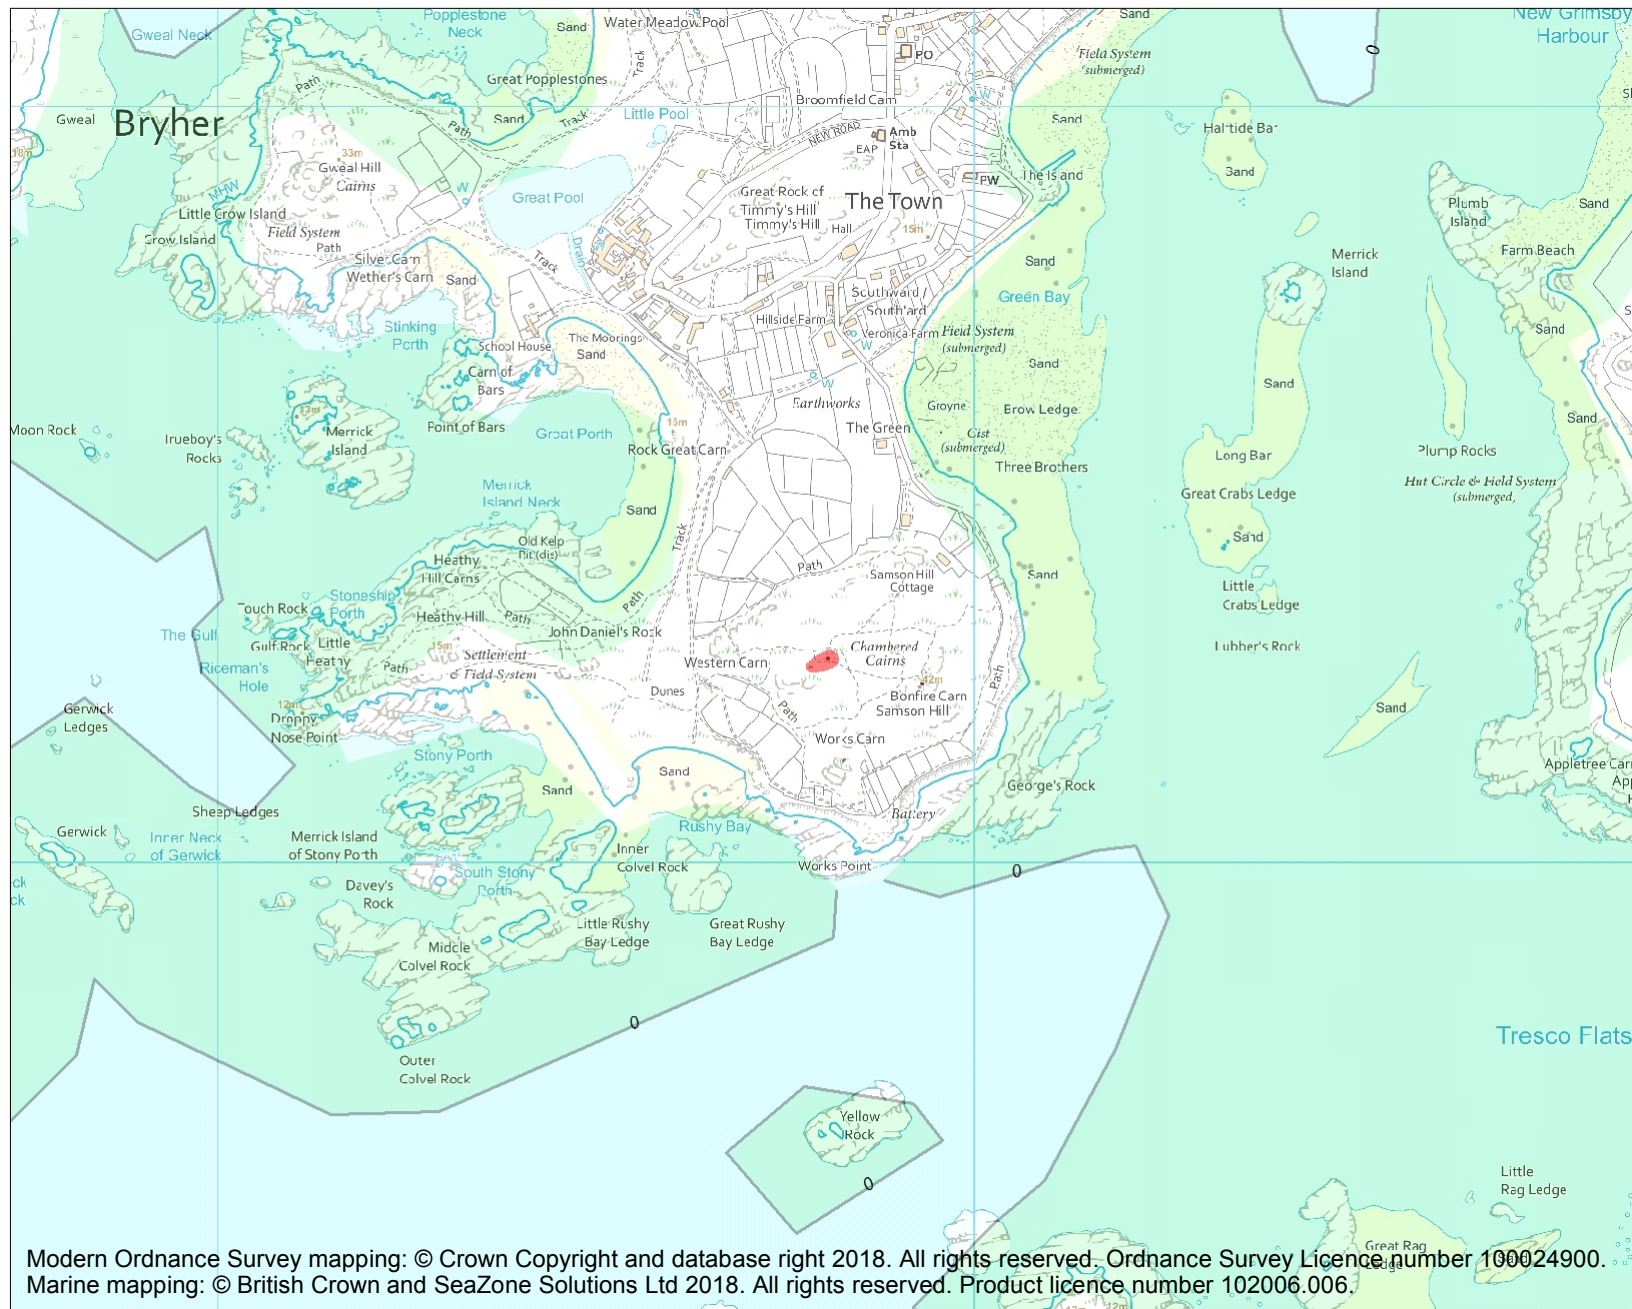 Gweal Neck
Popplestone
Neck
Sand
Water Meadow Pool
Sand
New Grimsby
Harbour
PO
0
Field System
(submerged)
Great Popplestones
Track
Path
Broomfield Carn
W
Gweal
Bryher
Sand
Path
Track
Little Pool
NEW ROAD
Amb
Sta
EAP
Sand
Sand
33m
Gweal Hill
Cairns
MHW
W
Great Pool
Great Rock of
Timmy's Hill
Timmy's Hill
The Town
PW
The Island
Hall
15m
Plumb
Island
Sand
Little Crow Island
Field System
Path
Crow Island
Silver Carn
Wether's Carn
Sand
Track
Drain
Sand
Farm Beach
Merrick
Island
Green Bay
Southward /
Stinking
Porth
School House
The Moorings
Sand
Hillside Farm
Veronica Farm
W
Field System
(submerged)
Sand
Sand
Carn of
Bars
W
Sand
13m
Merrick
Island
Point of Bars
Great Porth
Earthworks
Groyne
Sand
Moon Rock
15m
Rock Great Carn
The Green
Cist
(submerged)
Three Brothers
Long Bar
Plump Rocks
Merrick
Island Neck
Great Crabs Ledge
Hut Circle & Field System
Sand
Track
Sand
Old Kelp
Pit (dis)
Heathy
Hill Carns
Path
Samson Hill
Cottage
Sand
Little
Crabs Ledge
Stoneship
Porth
Path
Touch Rock
Heathy Hill
Path
Gulf Rock
Little
Heathy
John Daniel's Rock
The Gulf
Lubber's Rock
Riceman's
Hole
Path
15m
Settlement
& Field System
Western Carn
Chambered
Cairns
Path
42m
Bonfire Carn
Samson Hill
Dunes
Path
12m
Droppy
Nose Point
Gerwick
Ledges
Sand
Works Carn
Stony Porth
Sand
Sand
George's Rock
Battery
Sheep Ledges
Gerwick
Inner Neck
of Gerwick
Merrick Island
of Stony Porth
Rushy Bay
Inner
Colvel Rock
Works Point
0
South Stony
Porth
Davey's
Rock
Little Rushy
Bay Ledge
Great Rushy
Bay Ledge
Middle
Colvel Rock
0
Outer
Colvel Rock
Tresco Flats
Yellow
Rock
0
Little
Rag Ledge
Great Rag
Ledge
Sand
12m
Modern Ordnance Survey mapping: © Crown Copyright and database right 2018. All rights reserved. Ordnance Survey Licence number 100024900.
Marine mapping: © British Crown and SeaZone Solutions Ltd 2018. All rights reserved. Product licence number 102006.006.